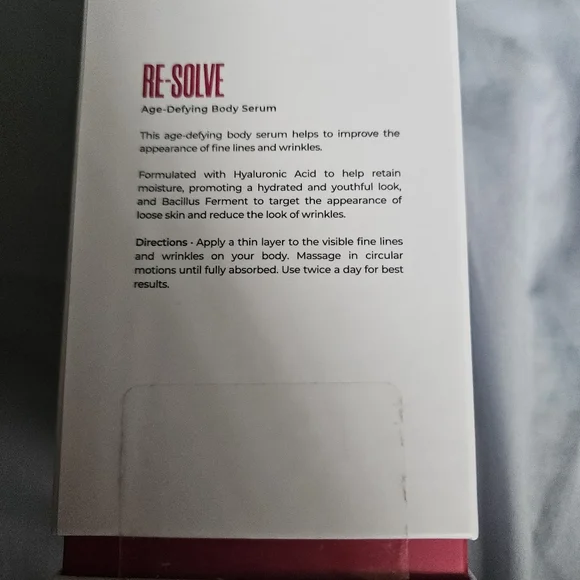 RE-SOLVE
Age-Defying Body Serum
This age-defying body serum helps to improve the
appearance of fine lines and wrinkles.
Formulated with Hyaluronic Acid to help retain
moisture, promoting a hydrated and youthful look,
and Bacillus Ferment to target the appearance of
loose skin and reduce the look of wrinkles.
Directions • Apply a thin layer to the visible fine lines
and wrinkles on your body. Massage in circular
motions until fully absorbed. Use twice a day for best
results.